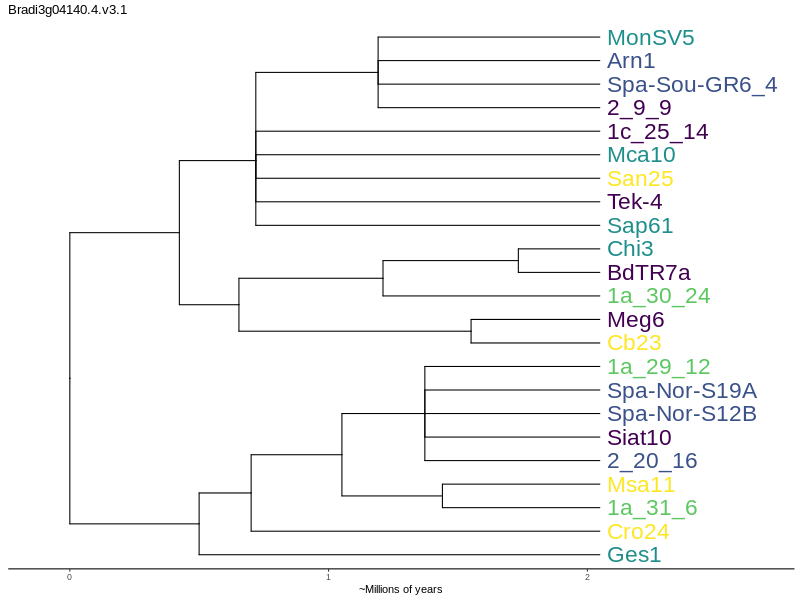 Bradi3g04140.4.v3.1
MonSV5
Arn1
Spa-Sou-GR6_4
2_9_9
1c_25_14
Mca10
San25
Tek-4
Sap61
Chi3
BdTR7a
1a_30_24
Meg6
Cb23
1a_29_12
Spa-Nor-S19A
Spa-Nor-S12B
Siat10
2_20_16
Msa11
1a_31_6
Cro24
Ges1
0 1 2
~Millions of years